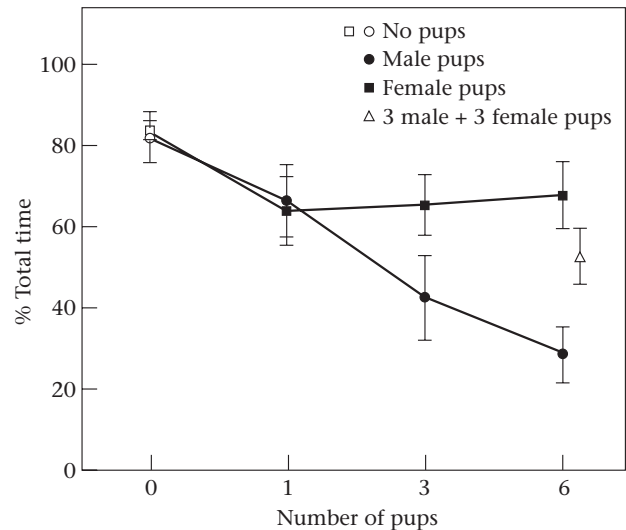 No pups
Male pups
Female pups
3 male + 3 female pups
100
80
60
40
20
0
% Total time
0 1 3 6
Number of pups